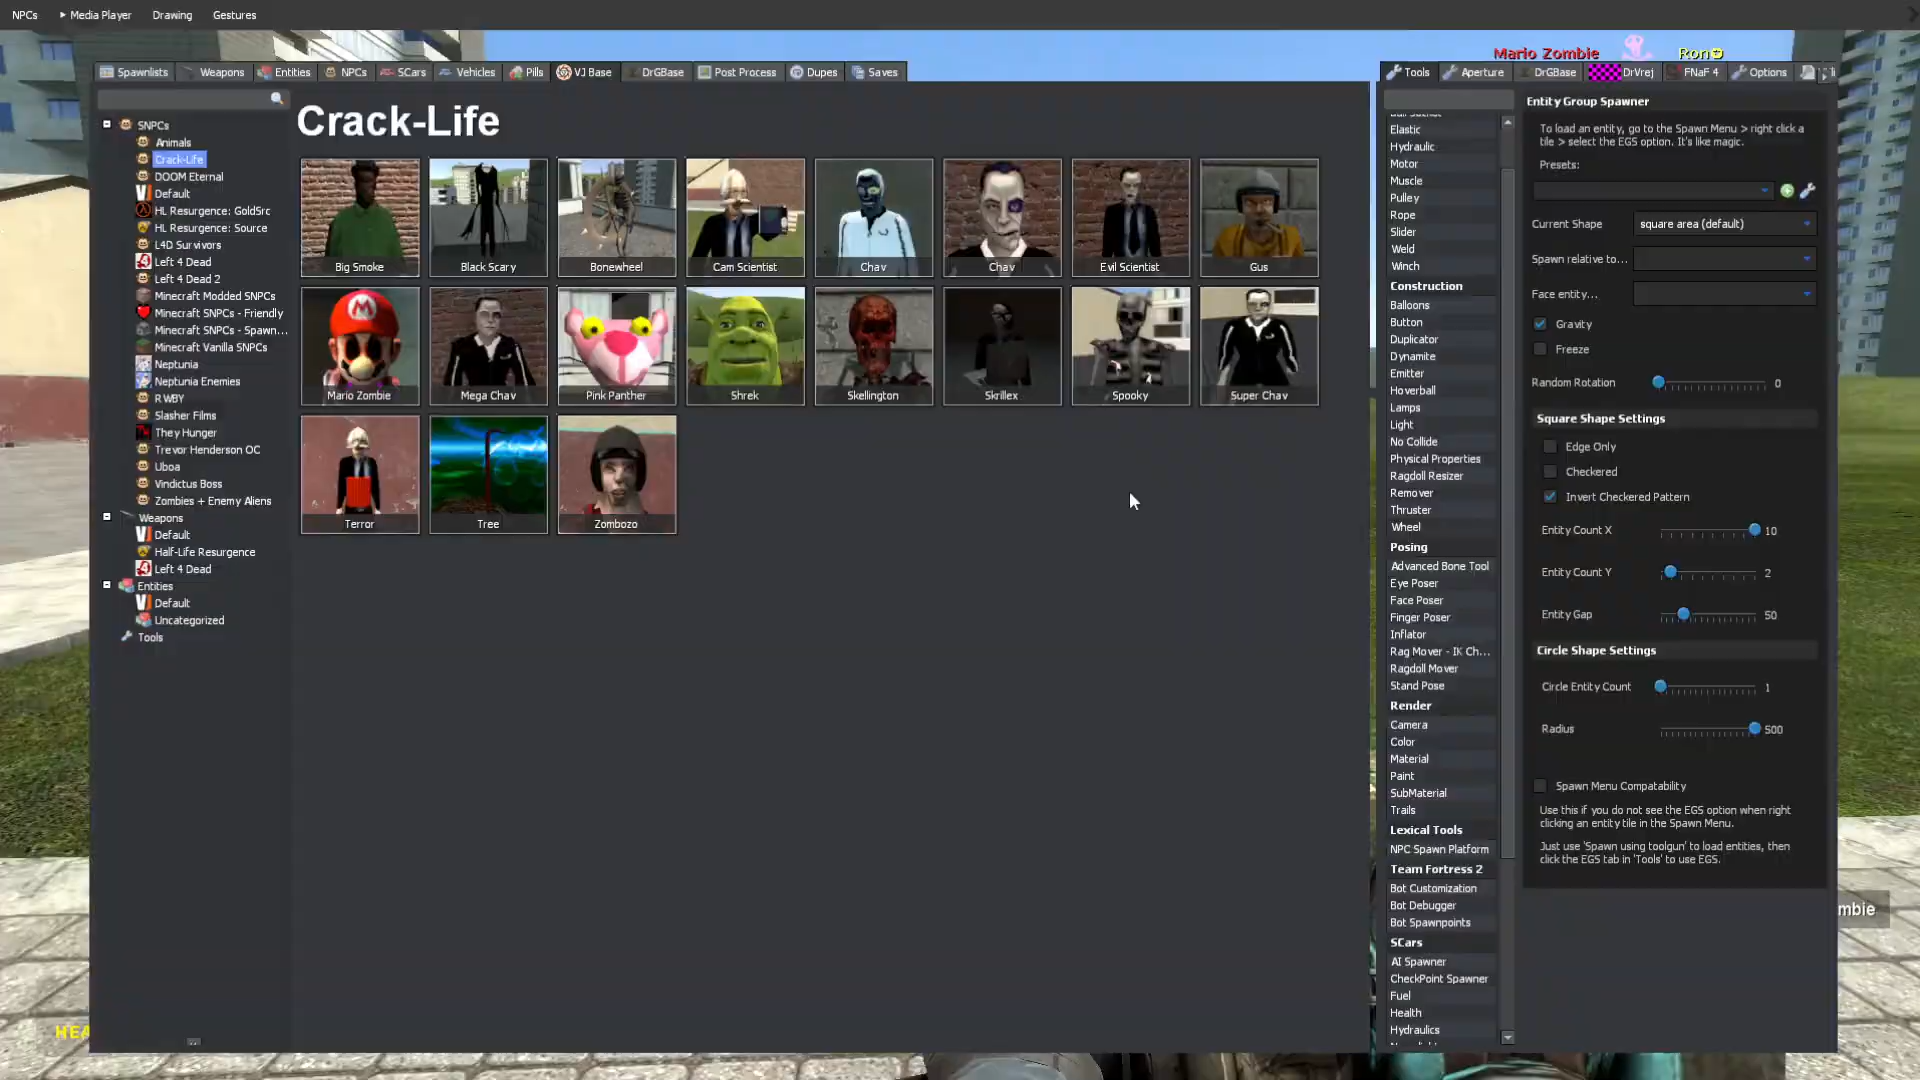 NPCs
Media Player
Drawing
Gestures
Mario Zombie
Ron
Spawnlists
Weapons
Entities
NPCs
SCars
Vehicles
Pills
VJ Base
DrGBase
Post Process
Dupes
Saves
Tools
Aperture
DrGBase
DrVrej
FNaF 4
Options
SNPCs
Animals
Crack-Life
DOOM Eternal
Default
HL Resurgence: GoldSrc
HL Resurgence: Source
L4D Survivors
Left 4 Dead
Left 4 Dead 2
Minecraft Modded SNPCs
Minecraft SNPCs - Friendly
Minecraft SNPCs - Spawn...
Minecraft Vanilla SNPCs
Neptunia
Neptunia Enemies
RWBY
Slasher Films
They Hunger
Trevor Henderson OC
Uboa
Vindictus Boss
Zombies + Enemy Aliens
Weapons
Default
Half-Life Resurgence
Left 4 Dead
Entities
Default
Uncategorized
Tools
Crack-Life
Big Smoke
Black Scary
Bonewheel
Cam Scientist
Chav
Chav
Evil Scientist
Gus
Mario Zombie
Mega Chav
Pink Panther
Shrek
Skellington
Skrillex
Spooky
Super Chav
Terror
Tree
Zombozo
Elastic
Hydraulic
Motor
Muscle
Pulley
Rope
Slider
Weld
Winch
Construction
Balloons
Button
Duplicator
Dynamite
Emitter
Hoverball
Lamps
Light
No Collide
Physical Properties
Ragdoll Resizer
Remover
Thruster
Wheel
Posing
Advanced Bone Tool
Eye Poser
Face Poser
Finger Poser
Inflator
Rag Mover - IK Ch...
Ragdoll Mover
Stand Pose
Render
Camera
Color
Material
Paint
SubMaterial
Trails
Lexical Tools
NPC Spawn Platform
Team Fortress 2
Bot Customization
Bot Debugger
Bot Spawnpoints
SCars
AI Spawner
CheckPoint Spawner
Fuel
Health
Hydraulics
Entity Group Spawner
To load an entity, go to the Spawn Menu > right click a
tile > select the EGS option. It's like magic.
Presets:
Current Shape
square area (default)
Spawn relative to...
Face entity...
Gravity
Freeze
Random Rotation
0
Square Shape Settings
Edge Only
Checkered
Invert Checkered Pattern
Entity Count X
10
Entity Count Y
2
Entity Gap
50
Circle Shape Settings
Circle Entity Count
1
Radius
500
Spawn Menu Compatability
Use this if you do not see the EGS option when right
clicking an entity tile in the Spawn Menu.
Just use 'Spawn using toolgun' to load entities, then
click the EGS tab in 'Tools' to use EGS.
mbie
HEA